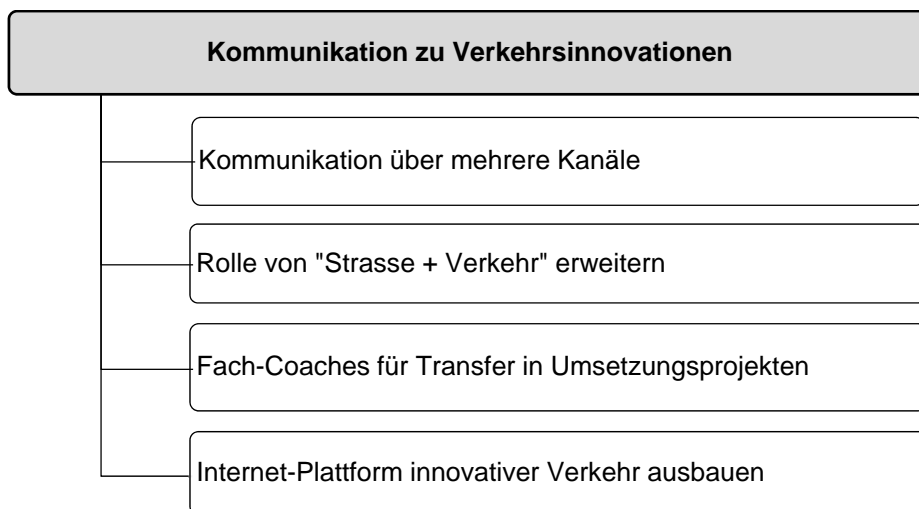 Kommunikation zu Verkehrsinnovationen
Kommunikation über mehrere Kanäle
Rolle von "Strasse + Verkehr" erweitern
Fach-Coaches für Transfer in Umsetzungsprojekten
Internet-Plattform innovativer Verkehr ausbauen